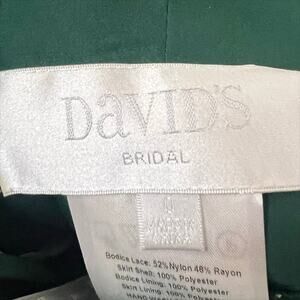 DaVID'S
BRIDAL
Bodice Lace: 52% Nylon 48% Rayon
Skirt Shell: 100% Polyester
Bodice Lining: 100% Polyester
Skirt Lining: 100% Polyester